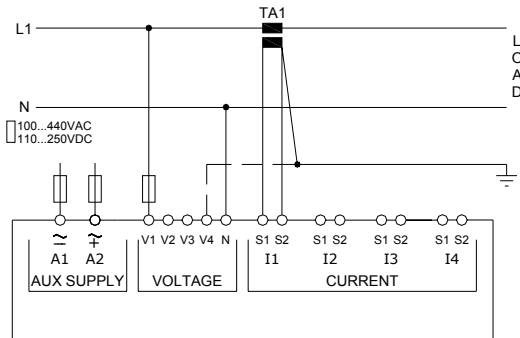 TA1
L1
L
O
A
D
N
100...440VAC
110...250VDC
V1 V2 V3 V4 N S1 S2 S1 S2 S1 S2 S1 S2
A1 A2 I1 I2 I3 I4
AUX SUPPLY VOLTAGE CURRENT